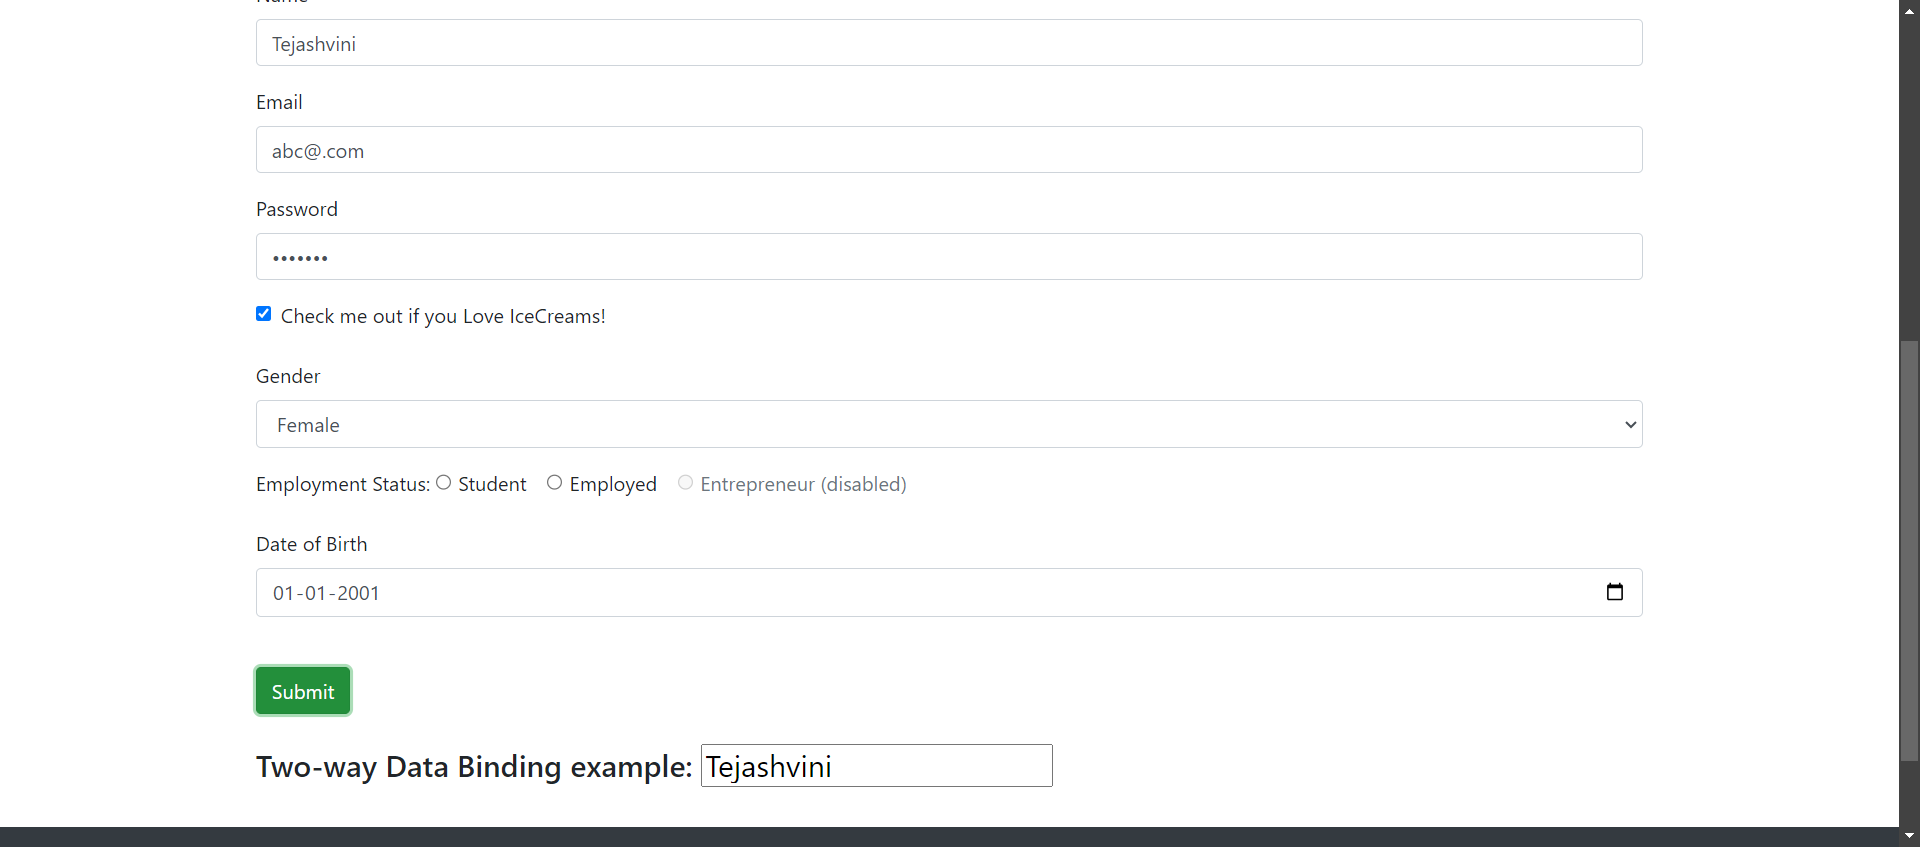 Name
Tejashvini
Email
abc@.com
Password
•••••••
Check me out if you Love IceCreams!
Gender
Female
Employment Status: Student Employed Entrepreneur (disabled)
Date of Birth
01-01-2001
Submit
Two-way Data Binding example: Tejashvini